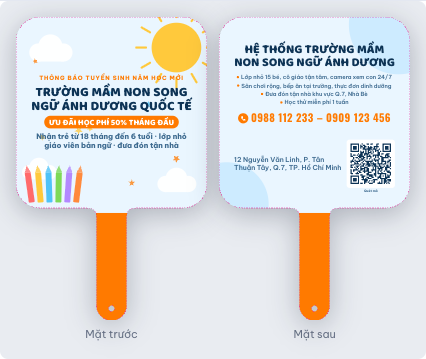 THÔNG BÁO TUYỂN SINH NĂM HỌC MỚI
TRƯỜNG MẦM NON SONG
NGỮ ÁNH DƯƠNG QUỐC TẾ
ƯU ĐÃI HỌC PHÍ 50% THÁNG ĐẦU
Nhận trẻ từ 18 tháng đến 6 tuổi · lớp nhỏ
giáo viên bản ngữ · đưa đón tận nhà
Mặt trước
HỆ THỐNG TRƯỜNG MẦM
NON SONG NGỮ ÁNH DƯƠNG
• Lớp nhỏ 15 bé, cô giáo tận tâm, camera xem con 24/7
• Sân chơi rộng, bếp ăn tại trường, thực đơn dinh dưỡng
• Đưa đón tận nhà khu vực Q.7, Nhà Bè
• Học thử miễn phí 1 tuần
0988 112 233 – 0909 123 456
12 Nguyễn Văn Linh, P. Tân
Thuận Tây, Q.7, TP. Hồ Chí Minh
Mặt sau